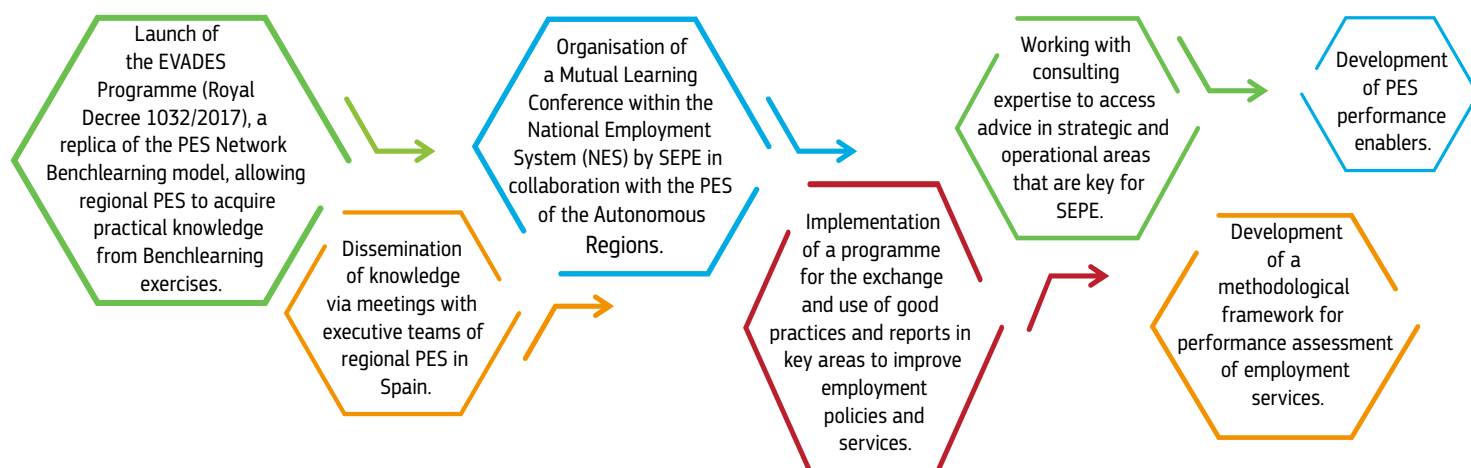 Launch of
the EVADES
Programme (Royal
Decree 1032/2017), a
replica of the PES Network
Benchlearning model, allowing
regional PES to acquire
practical knowledge
from Benchlearning
exercises.
Dissemination
of knowledge
via meetings with
executive teams of
regional PES in
Spain.
Organisation of
a Mutual Learning
Conference within the
National Employment
System (NES) by SEPE in
collaboration with the PES
of the Autonomous
Regions.
Implementation
of a programme
for the exchange
and use of good
practices and reports in
key areas to improve
employment
policies and
services.
Working with
consulting
expertise to access
advice in strategic and
operational areas
that are key for
SEPE.
Development
of a
methodological
framework for
performance assessment
of employment
services.
Development
of PES
performance
enablers.